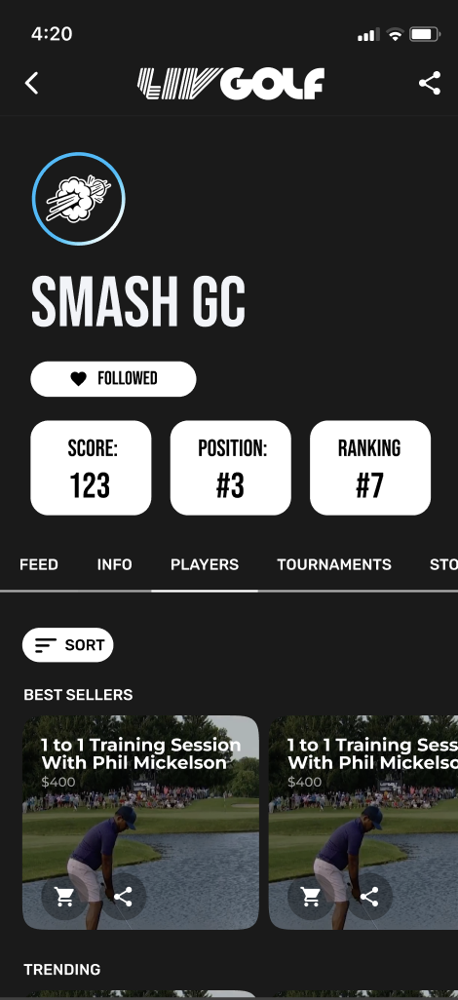 4:20
LIV GOLF
SMASH GC
FOLLOWED
SCORE:
123
POSITION:
#3
RANKING
#7
FEED
INFO
PLAYERS
TOURNAMENTS
STO
SORT
BEST SELLERS
1 to 1 Training Session
With Phil Mickelson
$400
1 to 1 Training Sess
With Phil Mickelso
$400
TRENDING